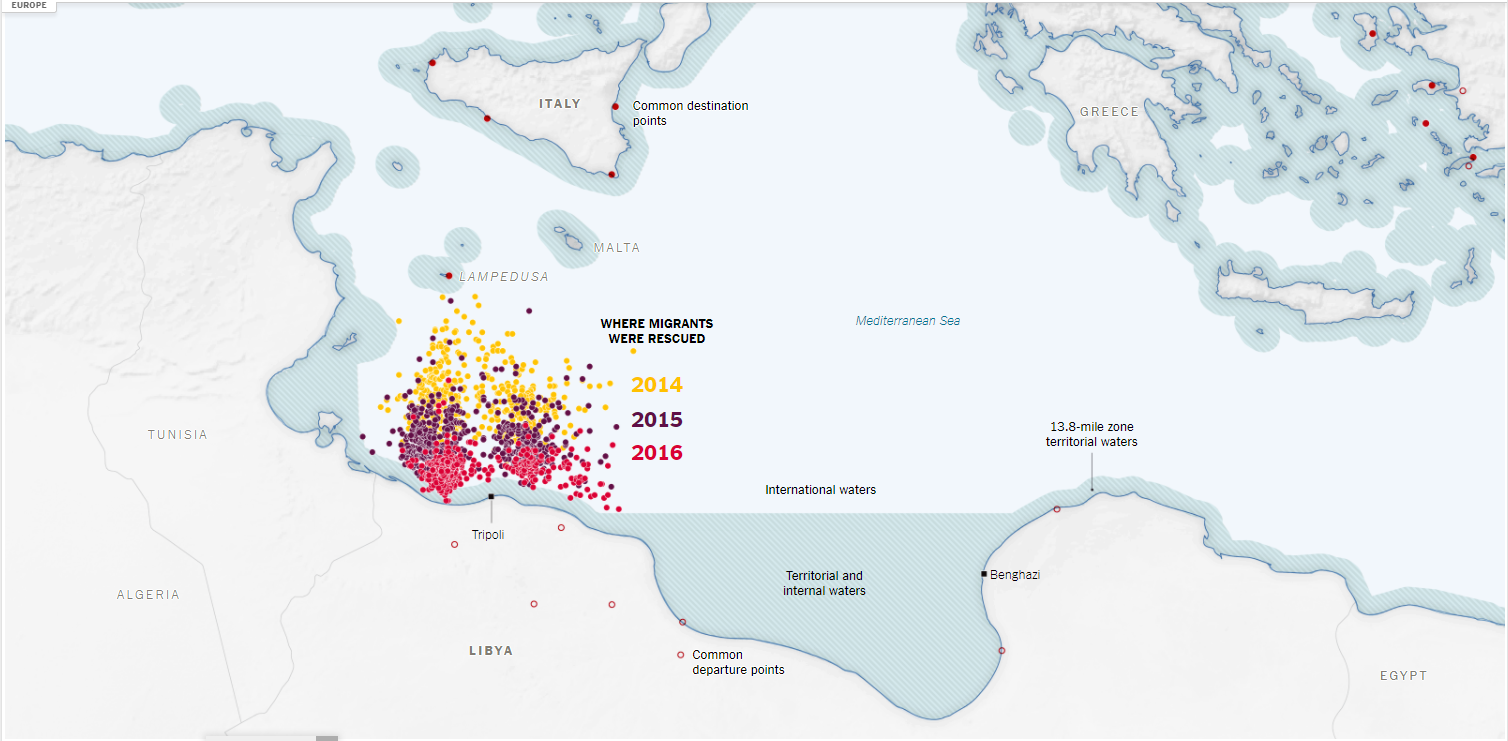 EUROPE
ITALY
Common destination
points
GREECE
MALTA
LAMPEDUSA
WHERE MIGRANTS
WERE RESCUED
Mediterranean Sea
2014
2015
2016
TUNISIA
13.8-mile zone
territorial waters
International waters
Tripoli
Territorial and
internal waters
Benghazi
ALGERIA
LIBYA
Common
departure points
EGYPT